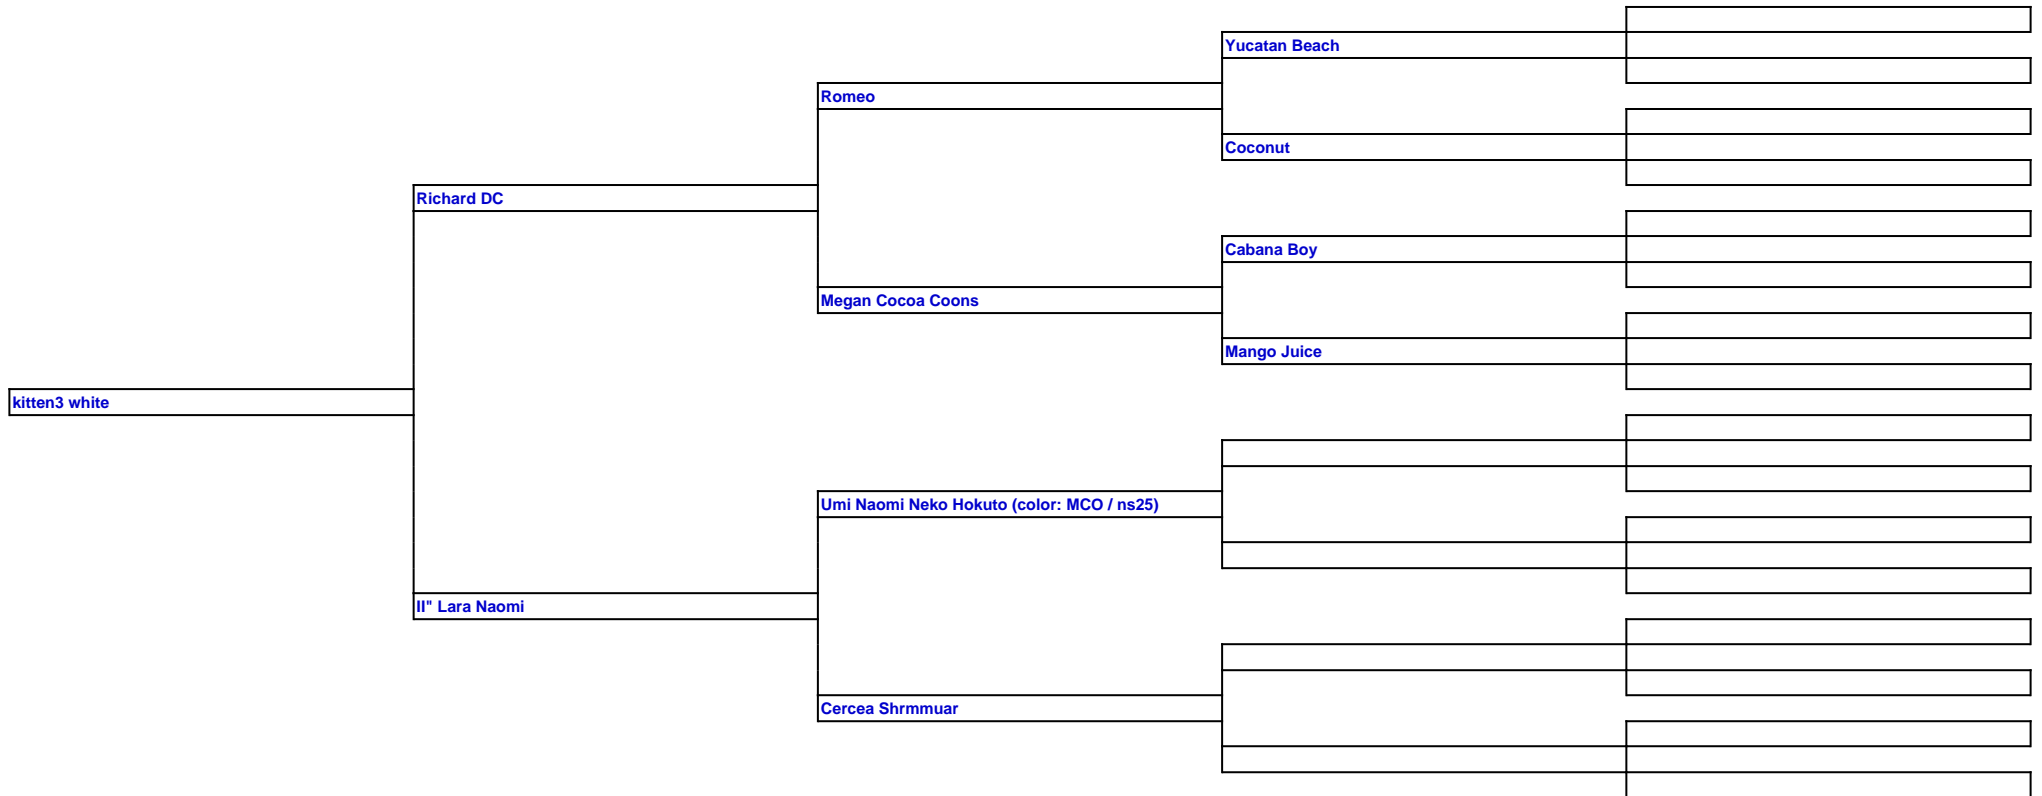 Yucatan Beach
Romeo
Coconut
Richard DC
Cabana Boy
Megan Cocoa Coons
Mango Juice
kitten3 white
Umi Naomi Neko Hokuto (color: MCO / ns25)
II" Lara Naomi
Cercea Shrmmuar